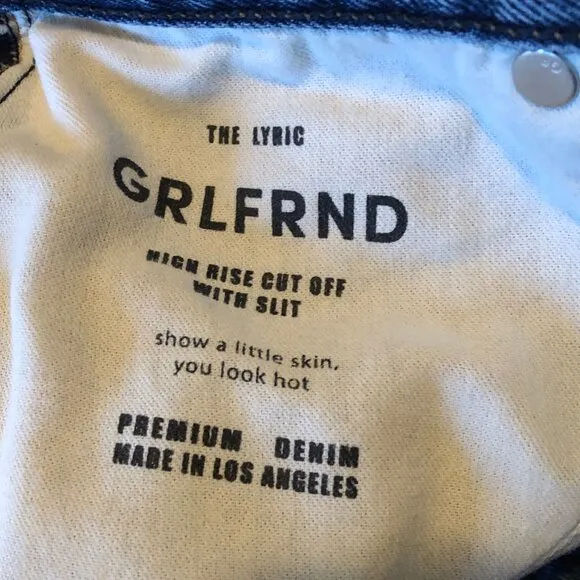 THE LYRIC
GRLFRND
HIGH RISE CUT OFF
WITH SLIT
show a little skin,
you look hot
PREMIUM DENIM
MADE IN LOS ANGELES